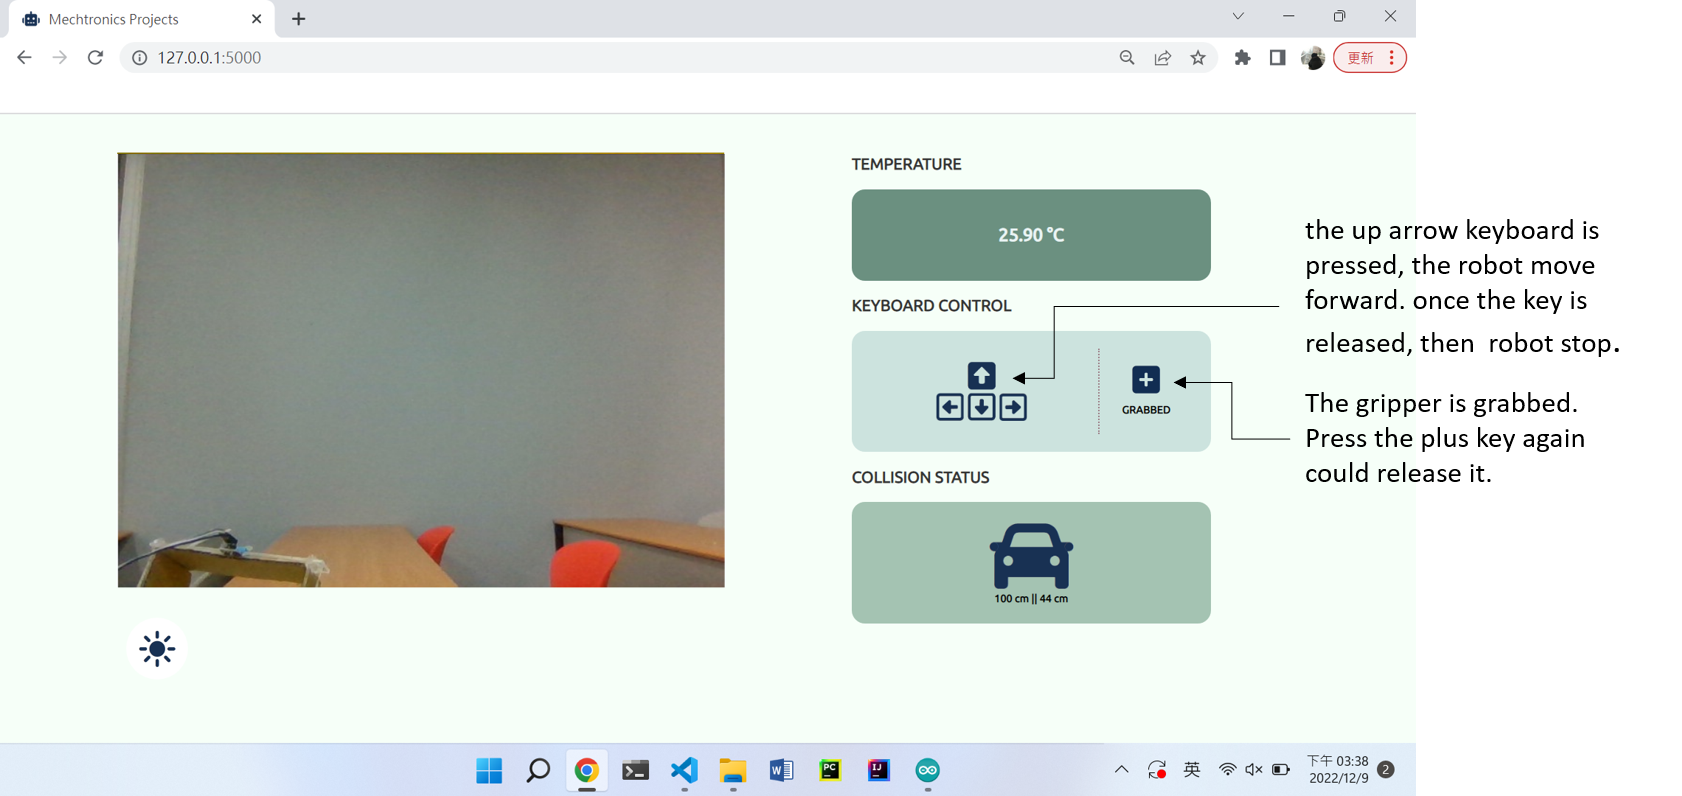 Mechtronics Projects
127.0.0.1:5000
更新
TEMPERATURE
25.90 °C
KEYBOARD CONTROL
GRABBED
COLLISION STATUS
100 cm || 44 cm
the up arrow keyboard is
pressed, the robot move
forward. once the key is
released, then  robot stop.
The gripper is grabbed.
Press the plus key again
could release it.
PC
IJ
英
下午 03:38
2022/12/9
2